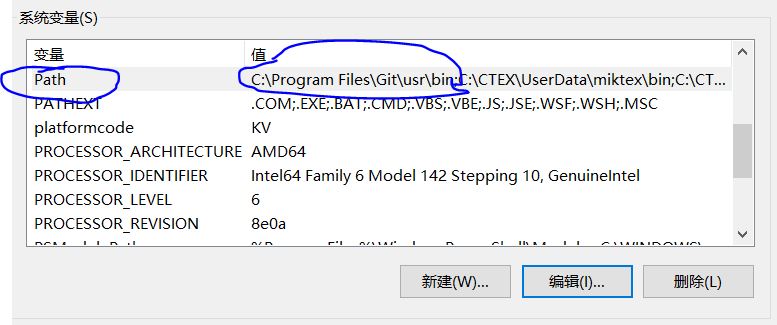 系统变量(S)
变量 值
Path C:\Program Files\Git\usr\bin;C:\CTEX\UserData\miktex\bin;C:\CT...
PATHEXT .COM;.EXE;.BAT;.CMD;.VBS;.VBE;.JS;.JSE;.WSF;.WSH;.MSC
platformcode KV
PROCESSOR_ARCHITECTURE AMD64
PROCESSOR_IDENTIFIER Intel64 Family 6 Model 142 Stepping 10, GenuineIntel
PROCESSOR_LEVEL 6
PROCESSOR_REVISION 8e0a
新建(W)... 编辑(I)... 删除(L)